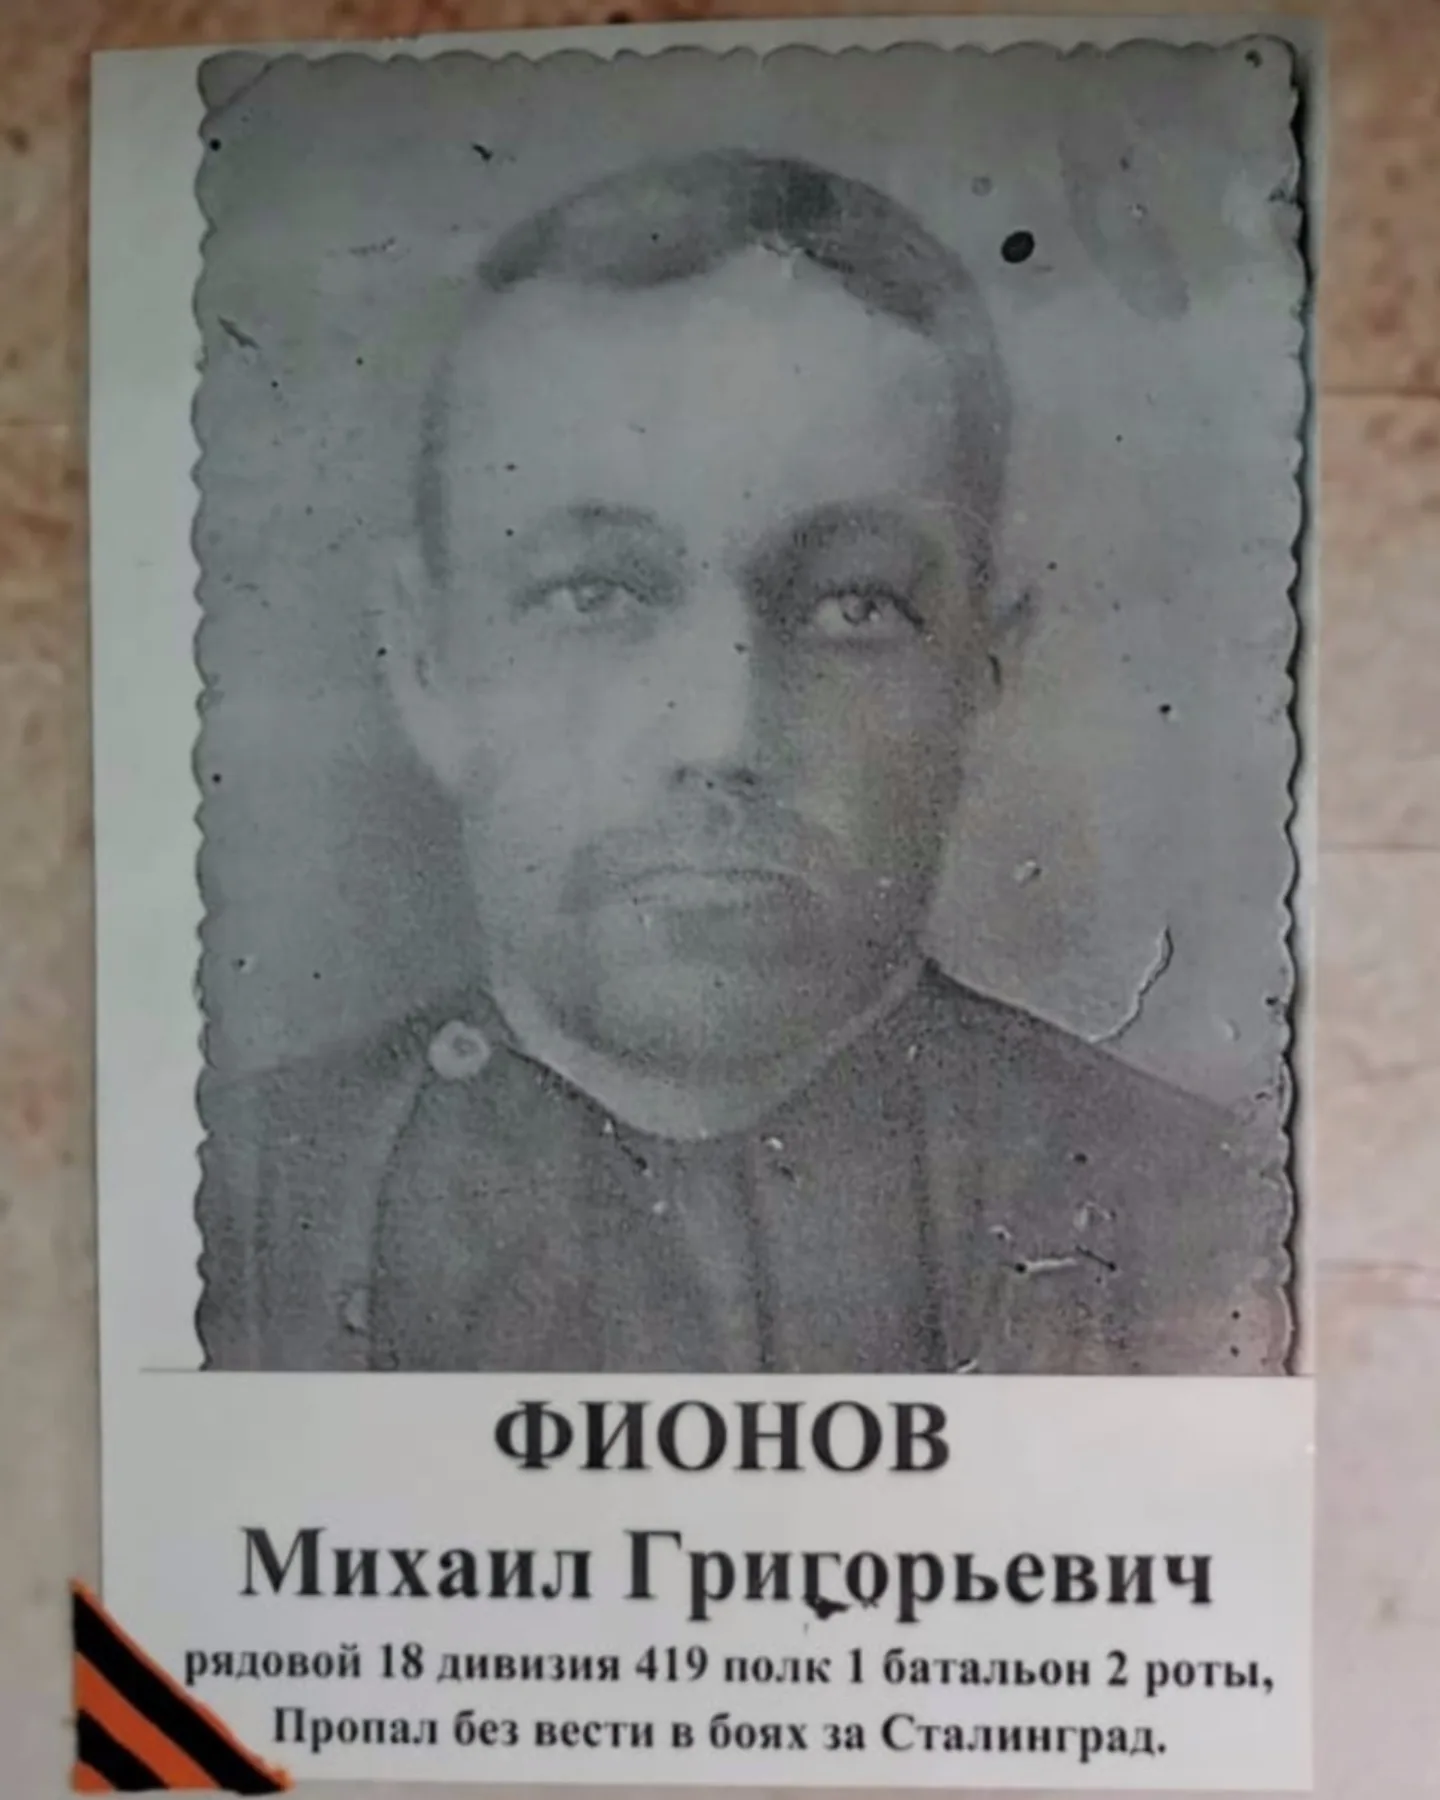 ФИОНОВ
Михаил Григорьевич
рядовой 18 дивизия 419 полк 1 батальон 2 роты,
Пропал без вести в боях за Сталинград.